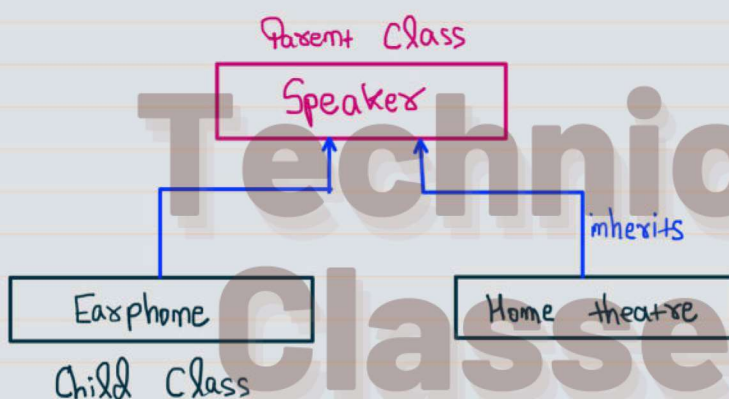 Parent Class
Speaker
Technic
inherits
Earphone
Home theatre
Classe
Child Class